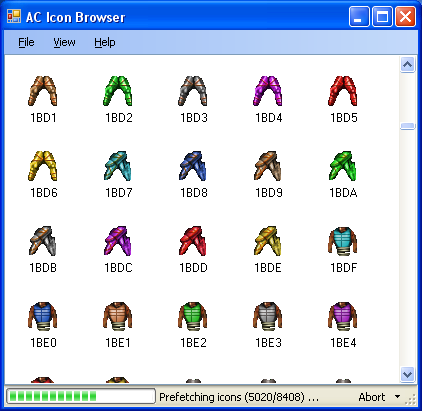 AC Icon Browser
File View Help
1BD1 1BD2 1BD3 1BD4 1BD5
1BD6 1BD7 1BD8 1BD9 1BDA
1BDB 1BDC 1BDD 1BDE 1BDF
1BE0 1BE1 1BE2 1BE3 1BE4
Prefetching icons (5020/8408) ... Abort